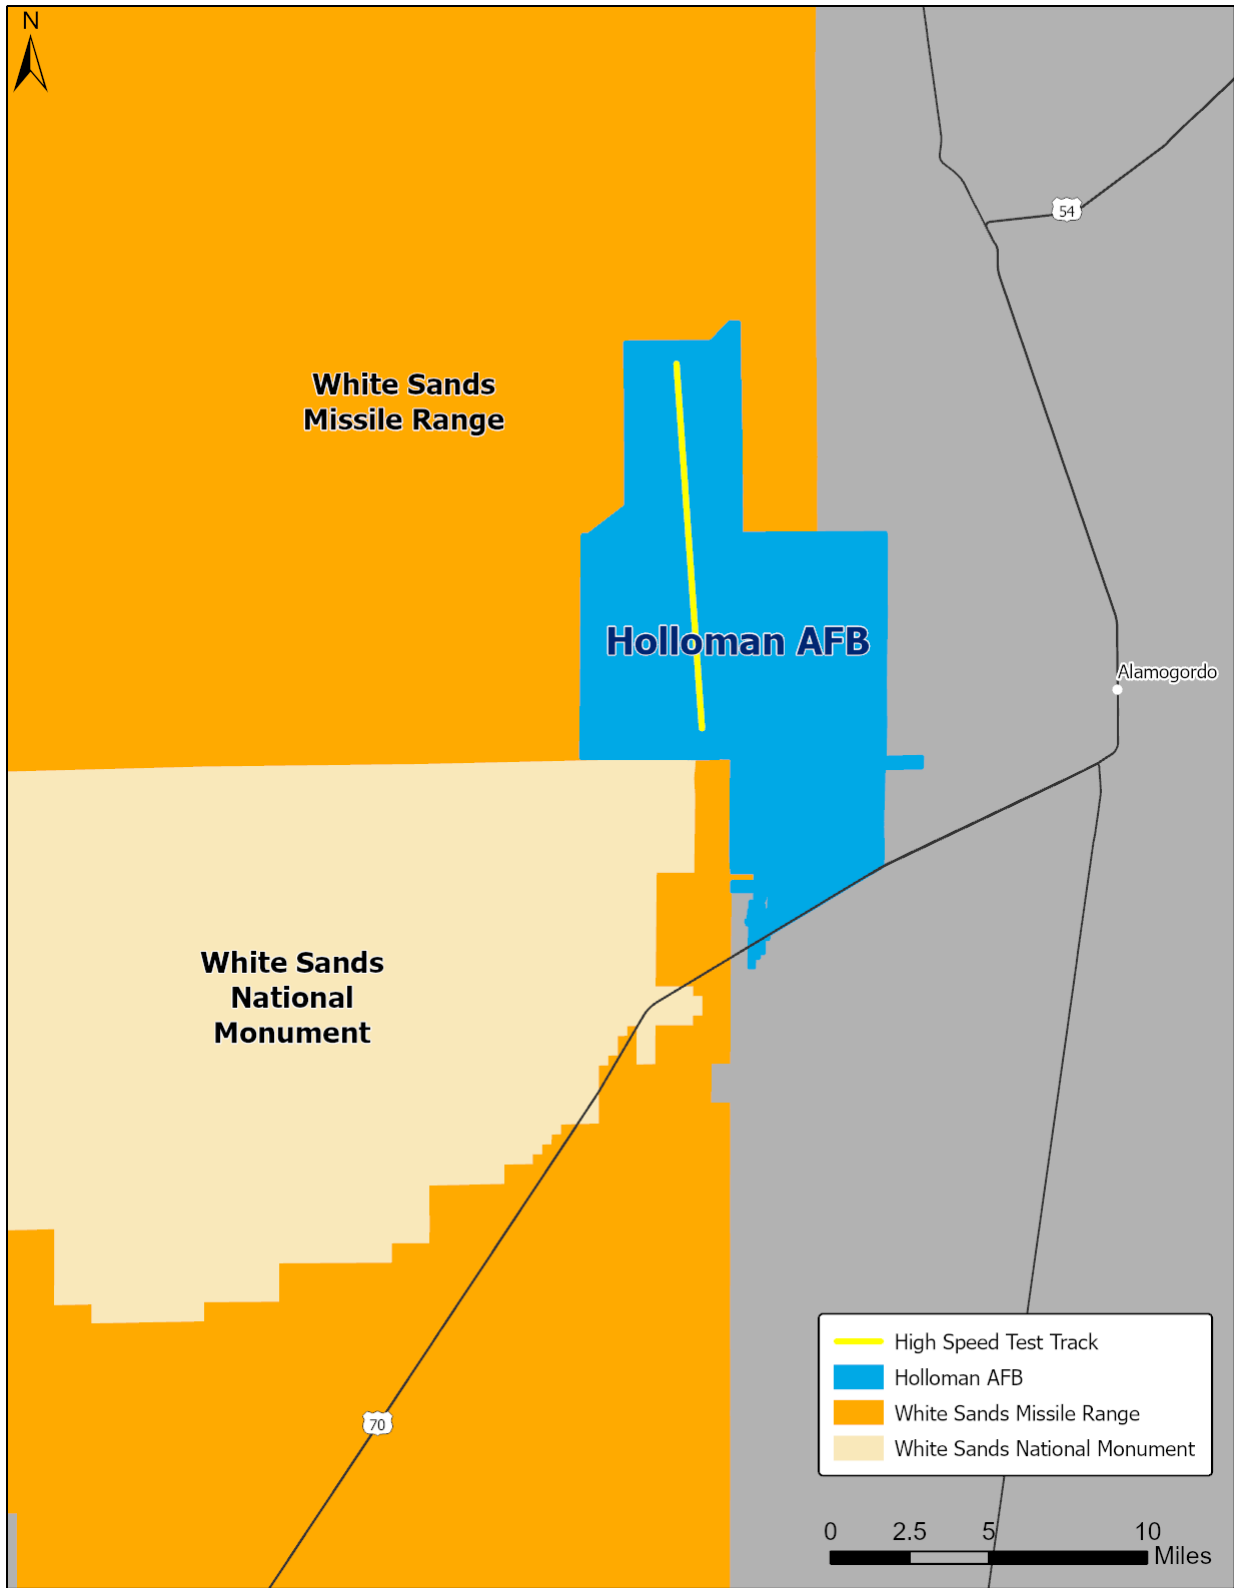 N
54
White Sands
Missile Range
Holloman AFB
Alamogordo
White Sands
National
Monument
High Speed Test Track
Holloman AFB
White Sands Missile Range
White Sands National Monument
70
0 2.5 5 10
Miles